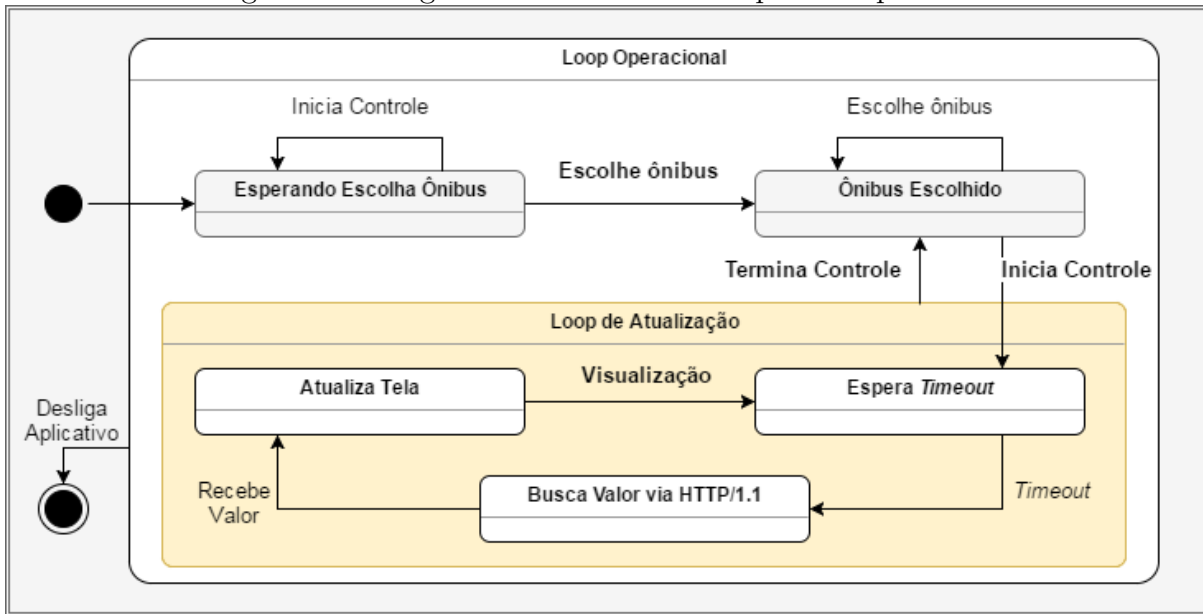 Loop Operacional
Inicia Controle
Escolhe ônibus
Esperando Escolha Ônibus
Escolhe ônibus
Ônibus Escolhido
Termina Controle
Inicia Controle
Loop de Atualização
Atualiza Tela
Visualização
Espera Timeout
Desliga
Aplicativo
Recebe
Valor
Busca Valor via HTTP/1.1
Timeout